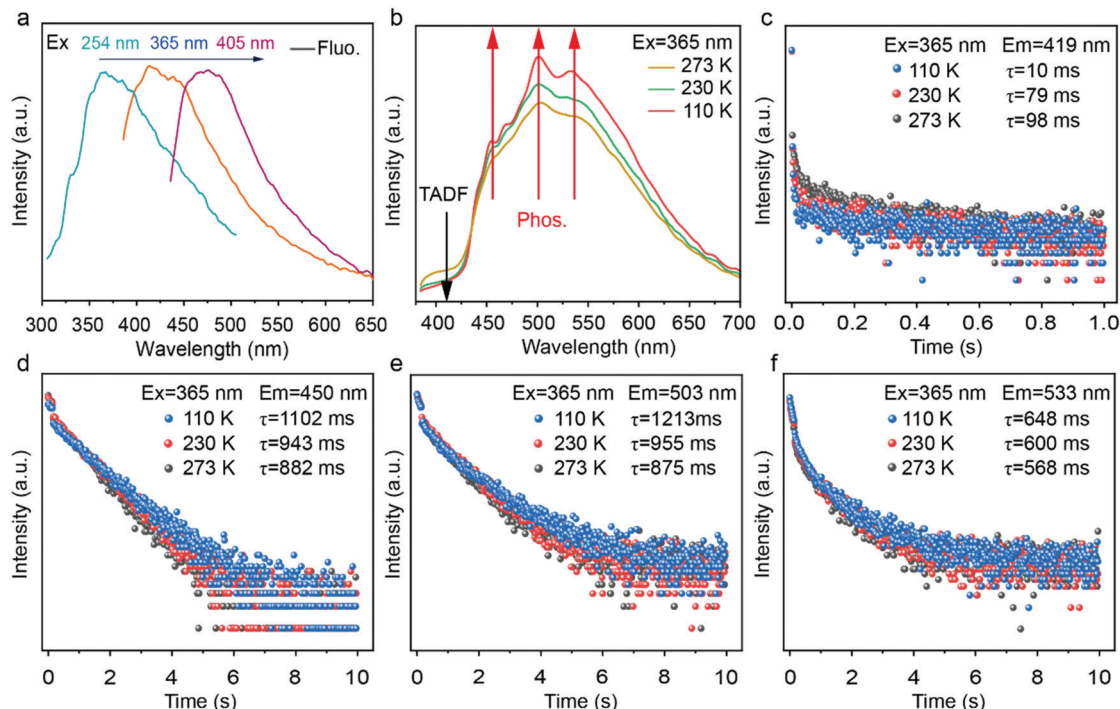 a
Ex 254 nm 365 nm 405 nm Fluo.
Intensity (a.u.)
300 350 400 450 500 550 600 650
Wavelength (nm)
b
Ex=365 nm
273 K
230 K
110 K
TADF
Phos.
Intensity (a.u.)
400 450 500 550 600 650 700
Wavelength (nm)
c
Ex=365 nm Em=419 nm
110 K τ=10 ms
230 K τ=79 ms
273 K τ=98 ms
Intensity (a.u.)
0.0 0.2 0.4 0.6 0.8 1.0
Time (s)
d
Ex=365 nm Em=450 nm
110 K τ=1102 ms
230 K τ=943 ms
273 K τ=882 ms
Intensity (a.u.)
0 2 4 6 8 10
Time (s)
e
Ex=365 nm Em=503 nm
110 K τ=1213ms
230 K τ=955 ms
273 K τ=875 ms
Intensity (a.u.)
0 2 4 6 8 10
Time (s)
f
Ex=365 nm Em=533 nm
110 K τ=648 ms
230 K τ=600 ms
273 K τ=568 ms
Intensity (a.u.)
0 2 4 6 8 10
Time (s)